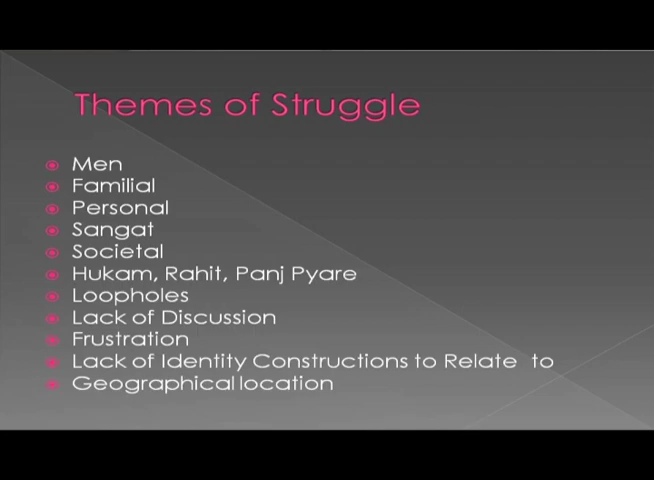 Themes of Struggle
Men
Familial
Personal
Sangat
Societal
Hukam, Rahit, Panj Pyare
Loopholes
Lack of Discussion
Frustration
Lack of Identity Constructions to Relate to
Geographical location